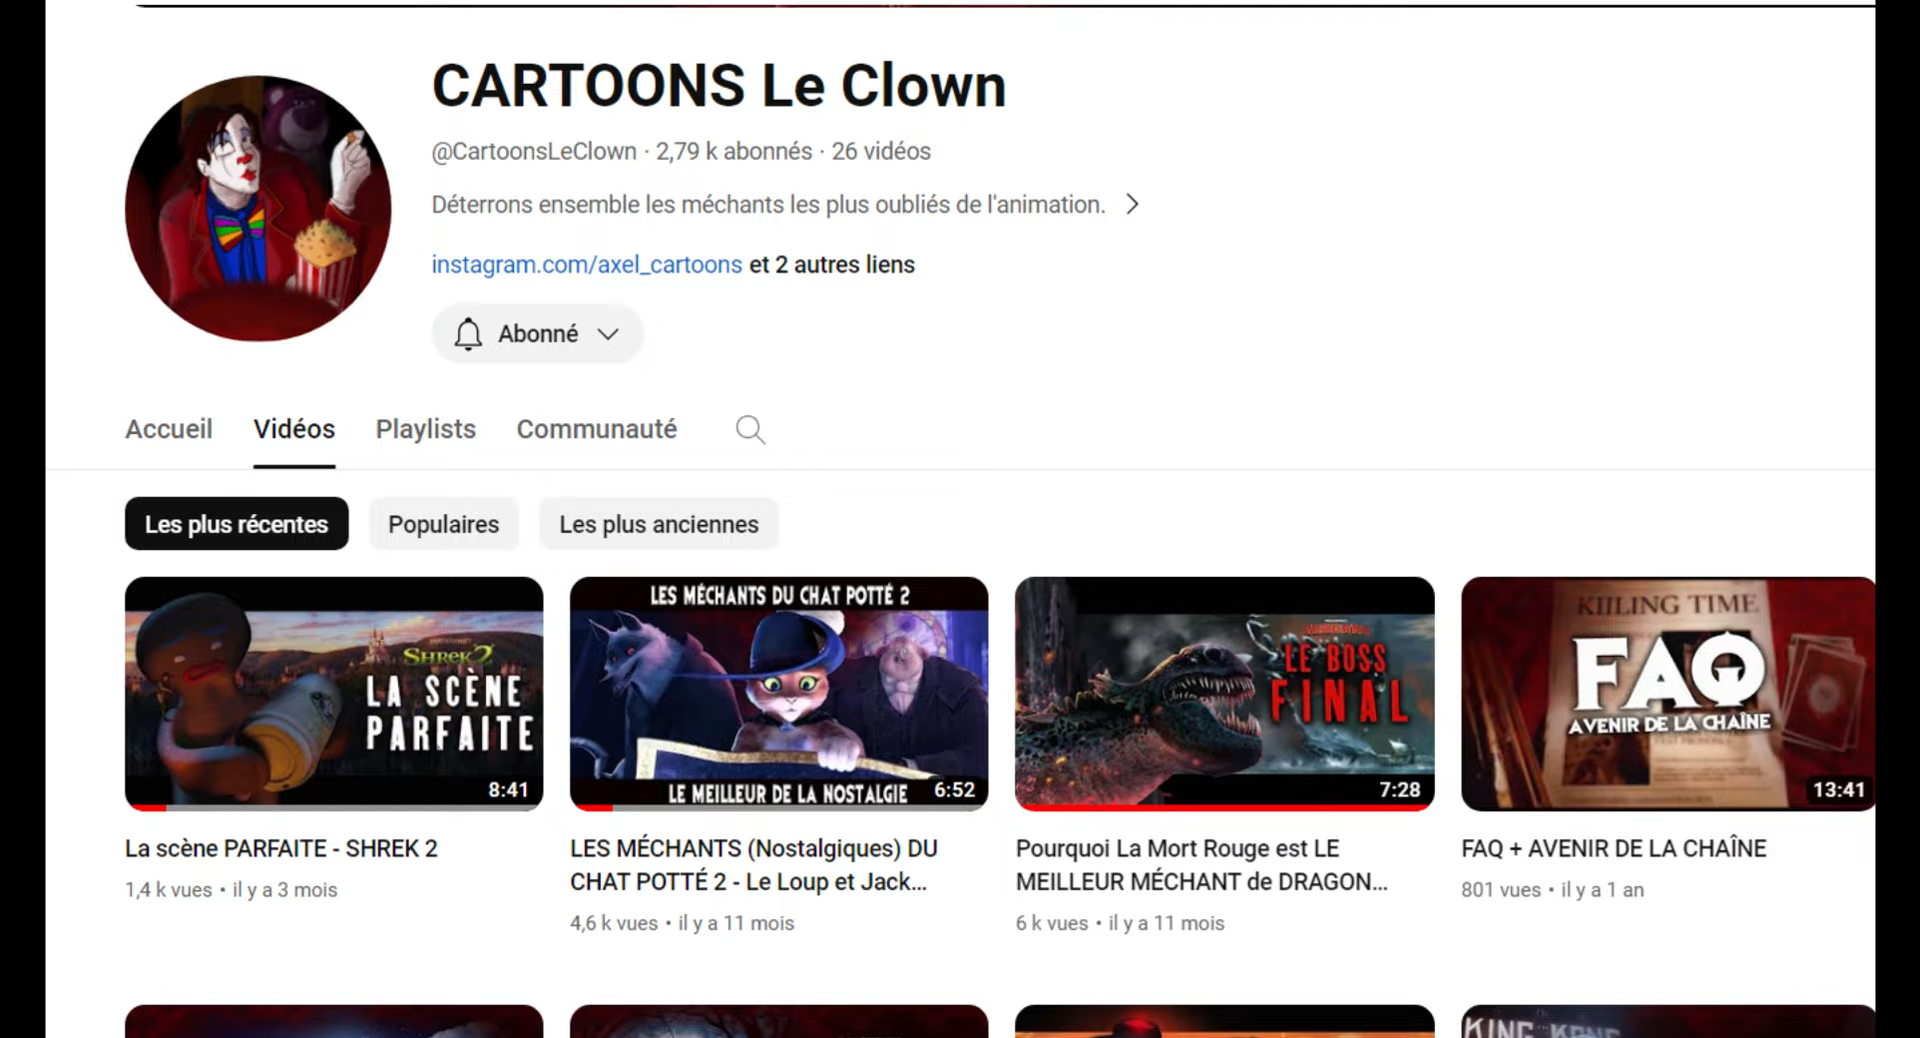 CARTOONS Le Clown
@CartoonsLeClown · 2,79 k abonnés · 26 vidéos
Déterrons ensemble les méchants les plus oubliés de l'animation.
instagram.com/axel_cartoons et 2 autres liens
Abonné
Accueil Vidéos Playlists Communauté
Les plus récentes Populaires Les plus anciennes
SHREK 2
LA SCÈNE
PARFAITE
8:41
LES MÉCHANTS DU CHAT POTTÉ 2
LE MEILLEUR DE LA NOSTALGIE
6:52
LE BOSS
FINAL
7:28
KIILING TIME
FAQ
AVENIR DE LA CHAÎNE
13:41
La scène PARFAITE - SHREK 2
1,4 k vues • il y a 3 mois
LES MÉCHANTS (Nostalgiques) DU
CHAT POTTÉ 2 - Le Loup et Jack...
4,6 k vues • il y a 11 mois
Pourquoi La Mort Rouge est LE
MEILLEUR MÉCHANT de DRAGON...
6 k vues • il y a 11 mois
FAQ + AVENIR DE LA CHAÎNE
801 vues • il y a 1 an
KING KONG